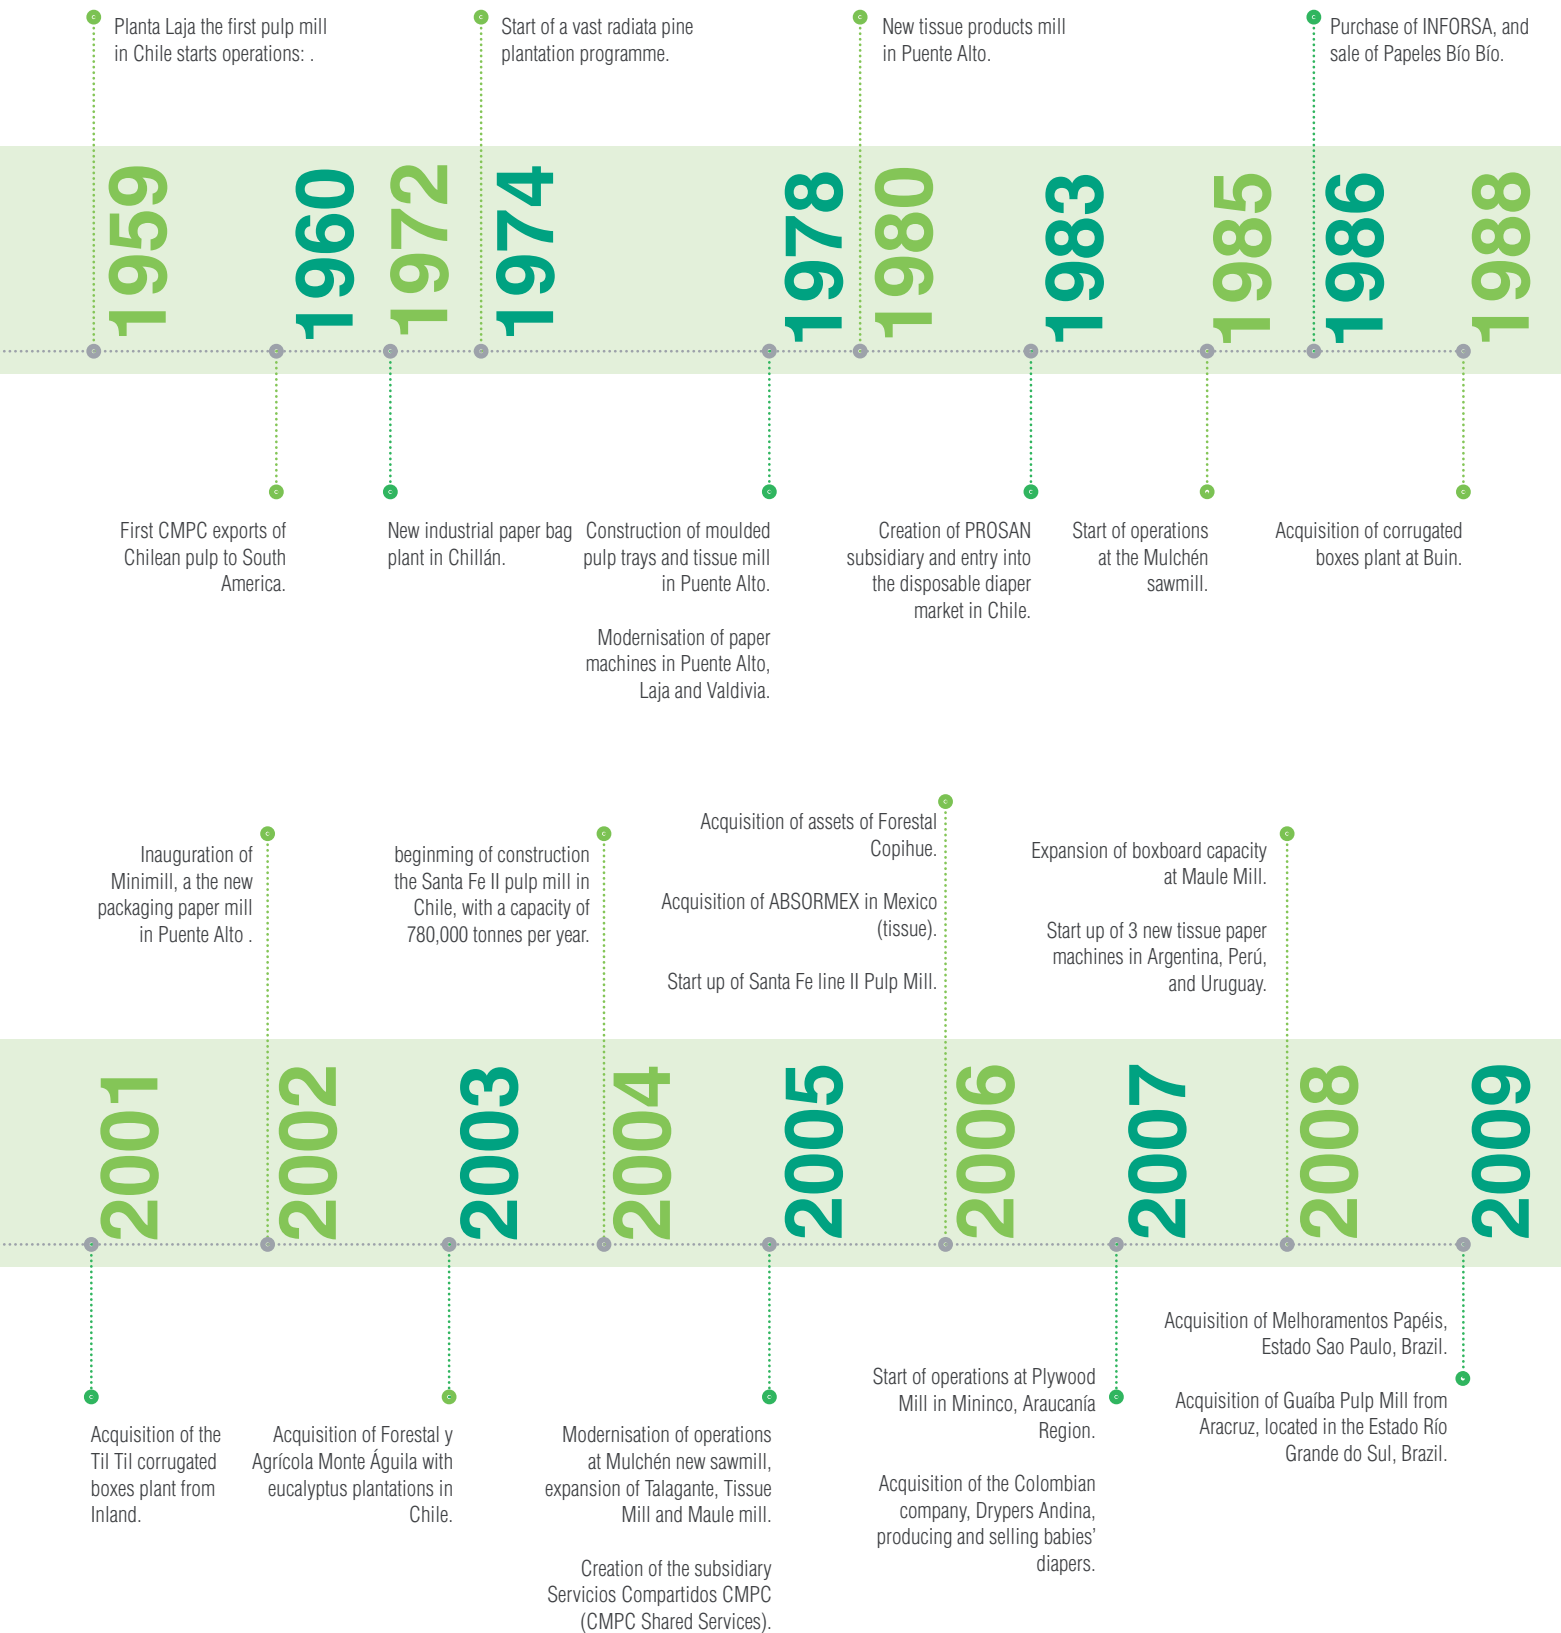 Planta Laja the first pulp mill
in Chile starts operations: .
Start of a vast radiata pine
plantation programme.
New tissue products mill
in Puente Alto.
Purchase of INFORSA, and
sale of Papeles Bío Bío.
1959
1960
1972
1974
1978
1980
1983
1985
1986
1988
First CMPC exports of
Chilean pulp to South
America.
New industrial paper bag
plant in Chillán.
Construction of moulded
pulp trays and tissue mill
in Puente Alto.
Modernisation of paper
machines in Puente Alto,
Laja and Valdivia.
Creation of PROSAN
subsidiary and entry into
the disposable diaper
market in Chile.
Start of operations
at the Mulchén
sawmill.
Acquisition of corrugated
boxes plant at Buin.
Inauguration of
Minimill, a the new
packaging paper mill
in Puente Alto .
beginning of construction
the Santa Fe II pulp mill in
Chile, with a capacity of
780,000 tonnes per year.
Acquisition of assets of Forestal
Copihue.
Acquisition of ABSORMEX in Mexico
(tissue).
Start up of Santa Fe line II Pulp Mill.
Expansion of boxboard capacity
at Maule Mill.
Start up of 3 new tissue paper
machines in Argentina, Perú,
and Uruguay.
2001
2002
2003
2004
2005
2006
2007
2008
2009
Acquisition of the
Til Til corrugated
boxes plant from
Inland.
Acquisition of Forestal y
Agrícola Monte Águila with
eucalyptus plantations in
Chile.
Modernisation of operations
at Mulchén new sawmill,
expansion of Talagante, Tissue
Mill and Maule mill.
Creation of the subsidiary
Servicios Compartidos CMPC
(CMPC Shared Services).
Start of operations at Plywood
Mill in Mininco, Araucanía
Region.
Acquisition of the Colombian
company, Drypers Andina,
producing and selling babies’
diapers.
Acquisition of Melhoramentos Papéis,
Estado Sao Paulo, Brazil.
Acquisition of Guaíba Pulp Mill from
Aracruz, located in the Estado Río
Grande do Sul, Brazil.